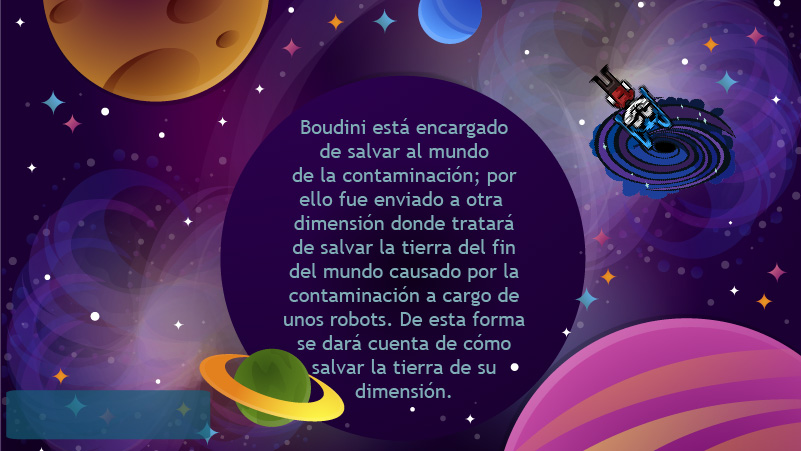 Boudini está encargado
de salvar al mundo
de la contaminación; por
ello fue enviado a otra
dimensión donde tratará
de salvar la tierra del fin
del mundo causado por la
contaminación a cargo de
unos robots. De esta forma
se dará cuenta de cómo
salvar la tierra de su
dimensión.